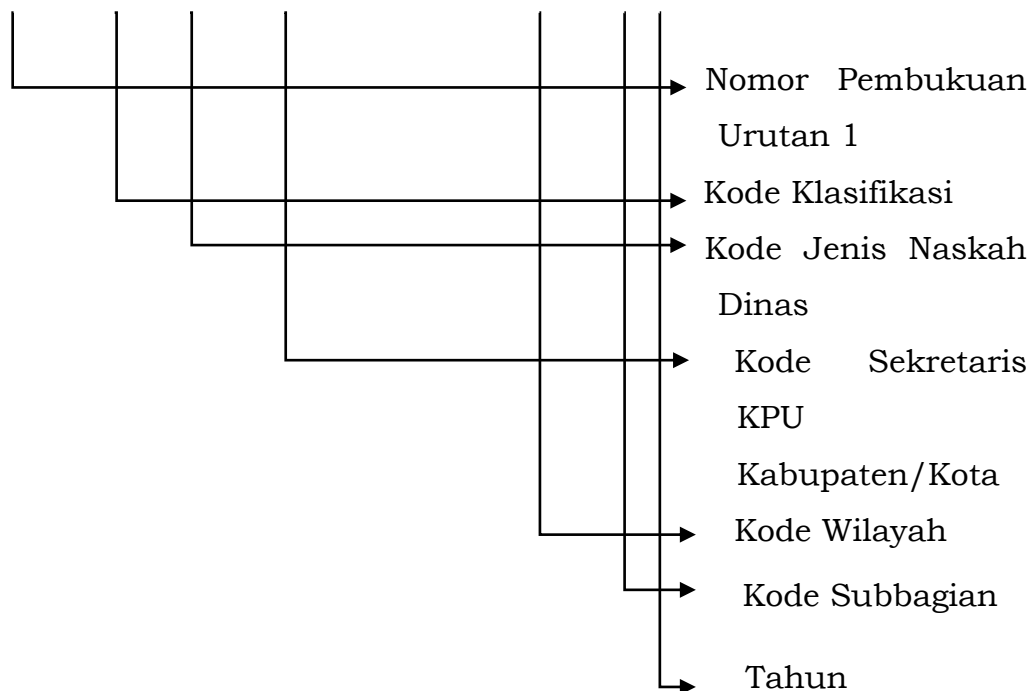 Nomor Pembukuan
Urutan 1
Kode Klasifikasi
Kode Jenis Naskah
Dinas
Kode Sekretaris
KPU
Kabupaten/Kota
Kode Wilayah
Kode Subbagian
Tahun